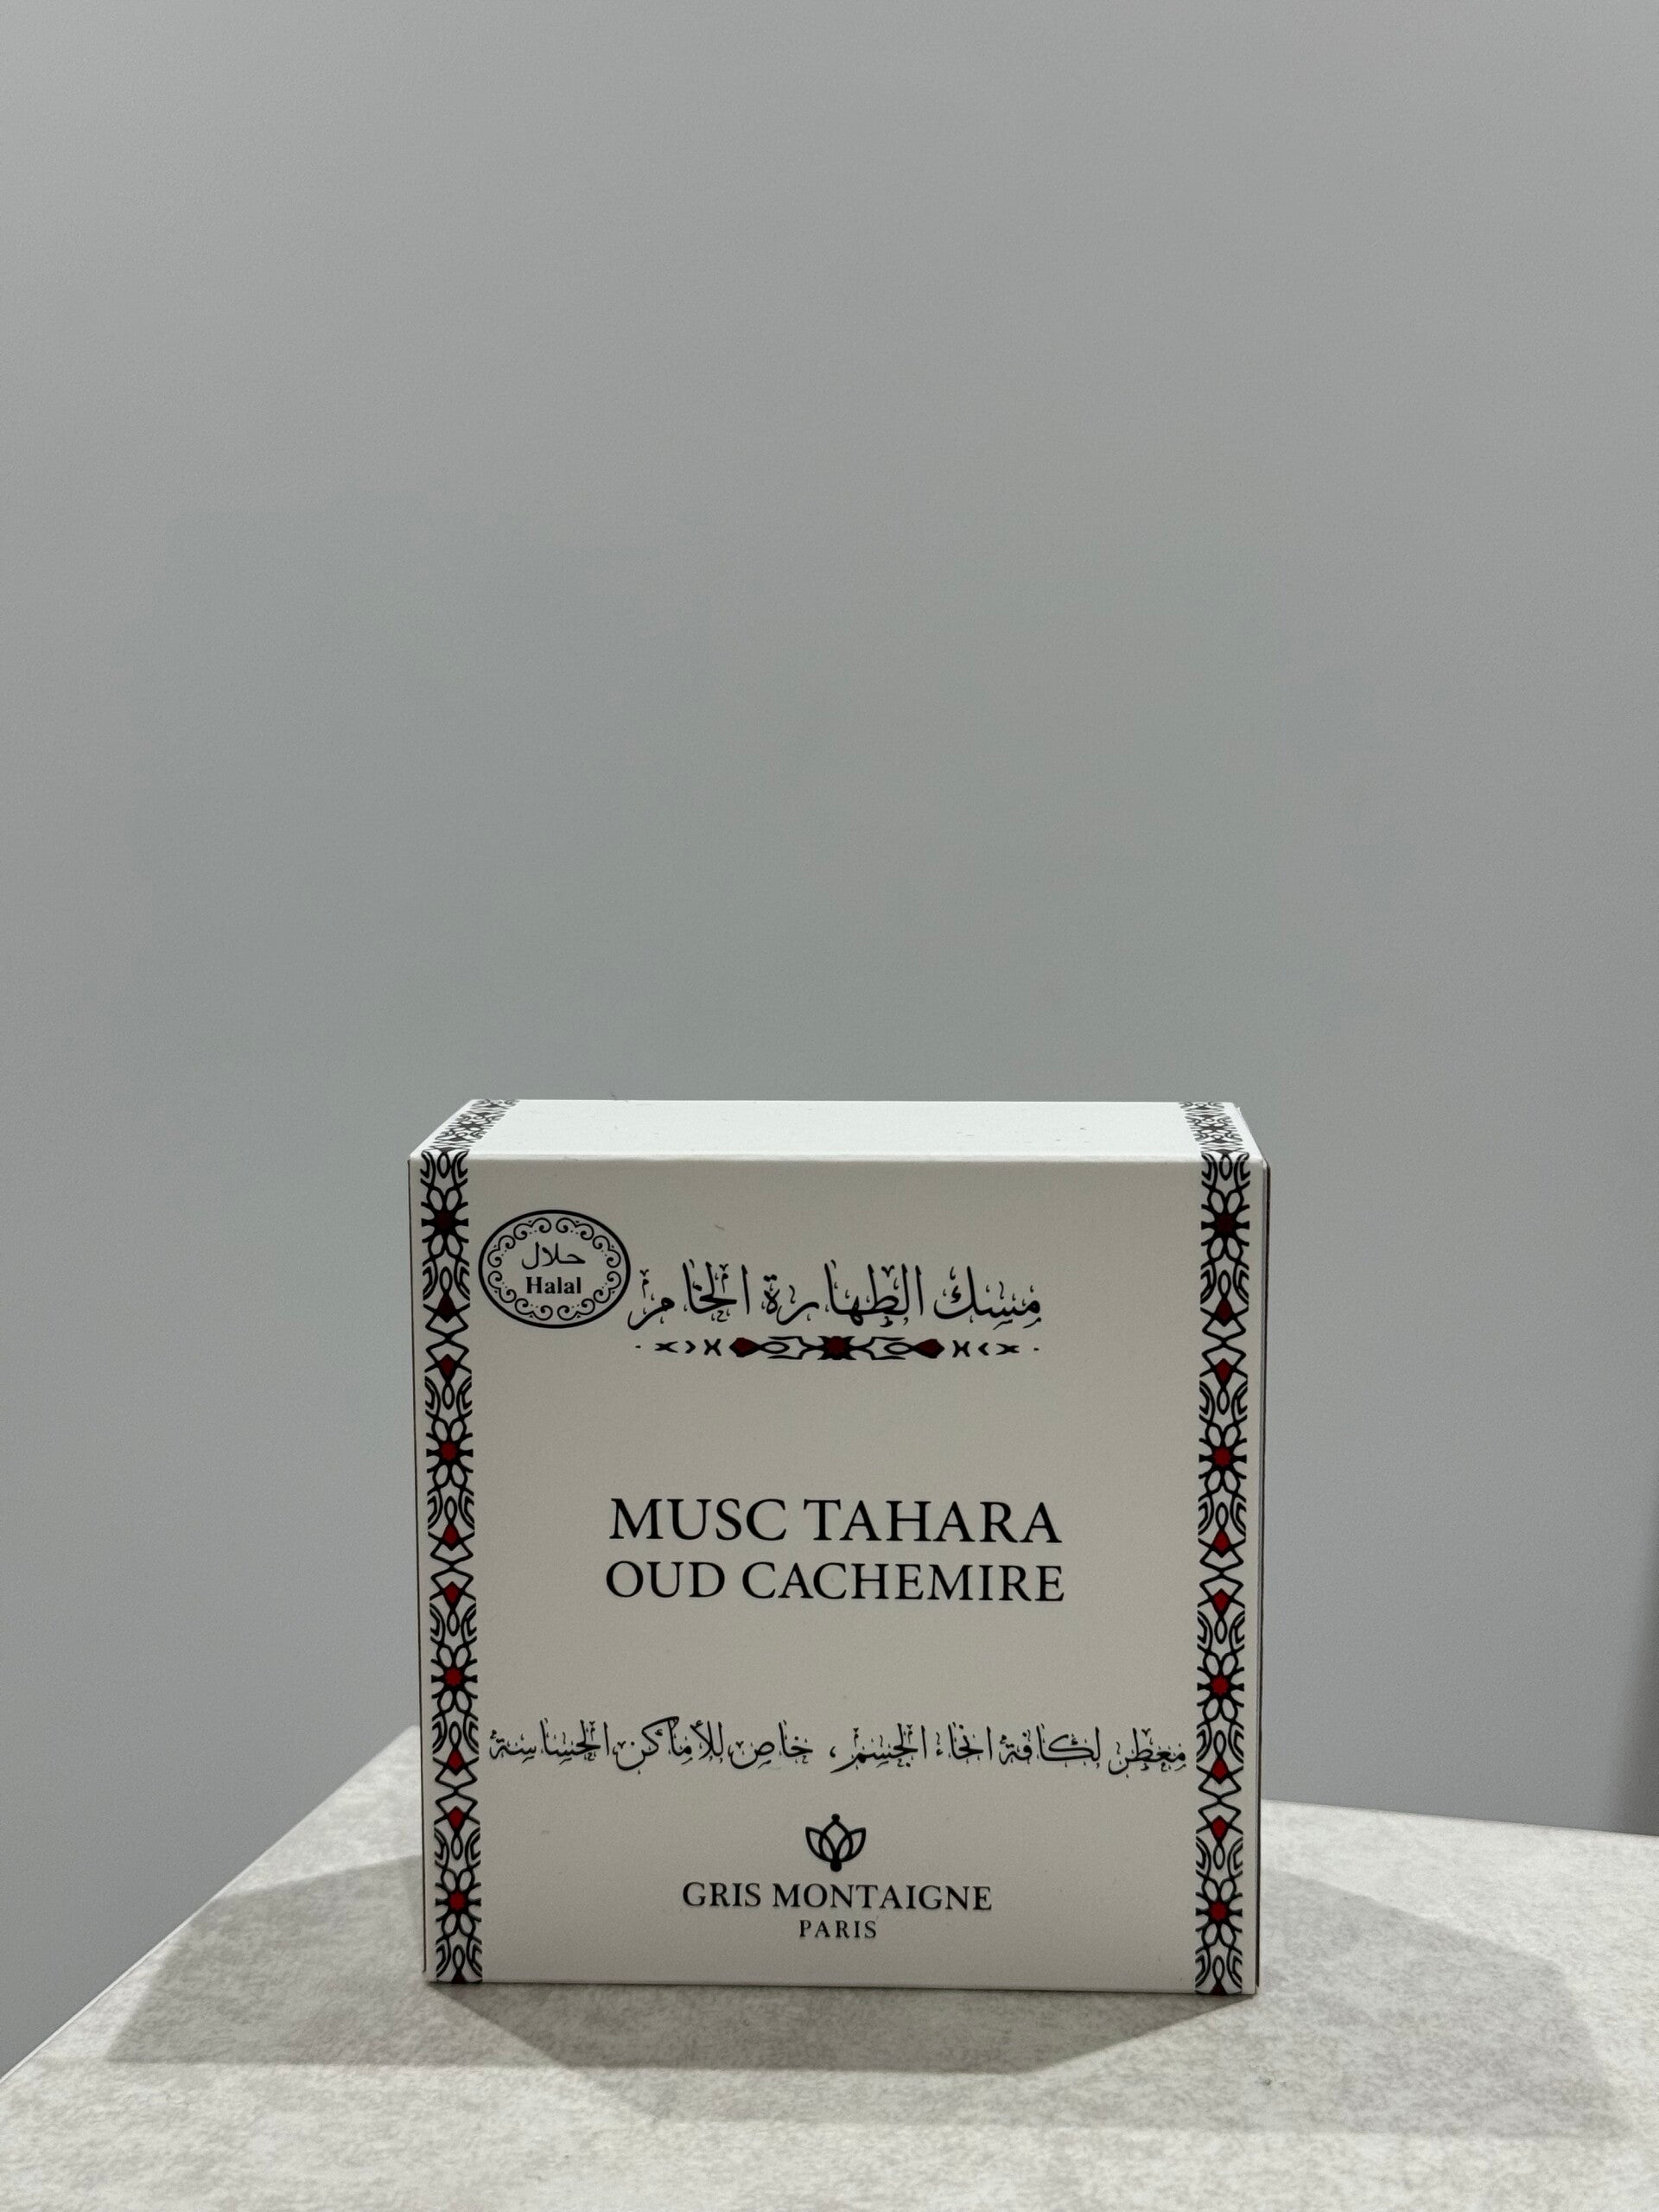 حلال
Halal
مسك الطهارة الخام
MUSC TAHARA
OUD CACHEMIRE
معطر لكافة انحاء الجسم، خاص للأماكن الحساسة
GRIS MONTAIGNE
PARIS